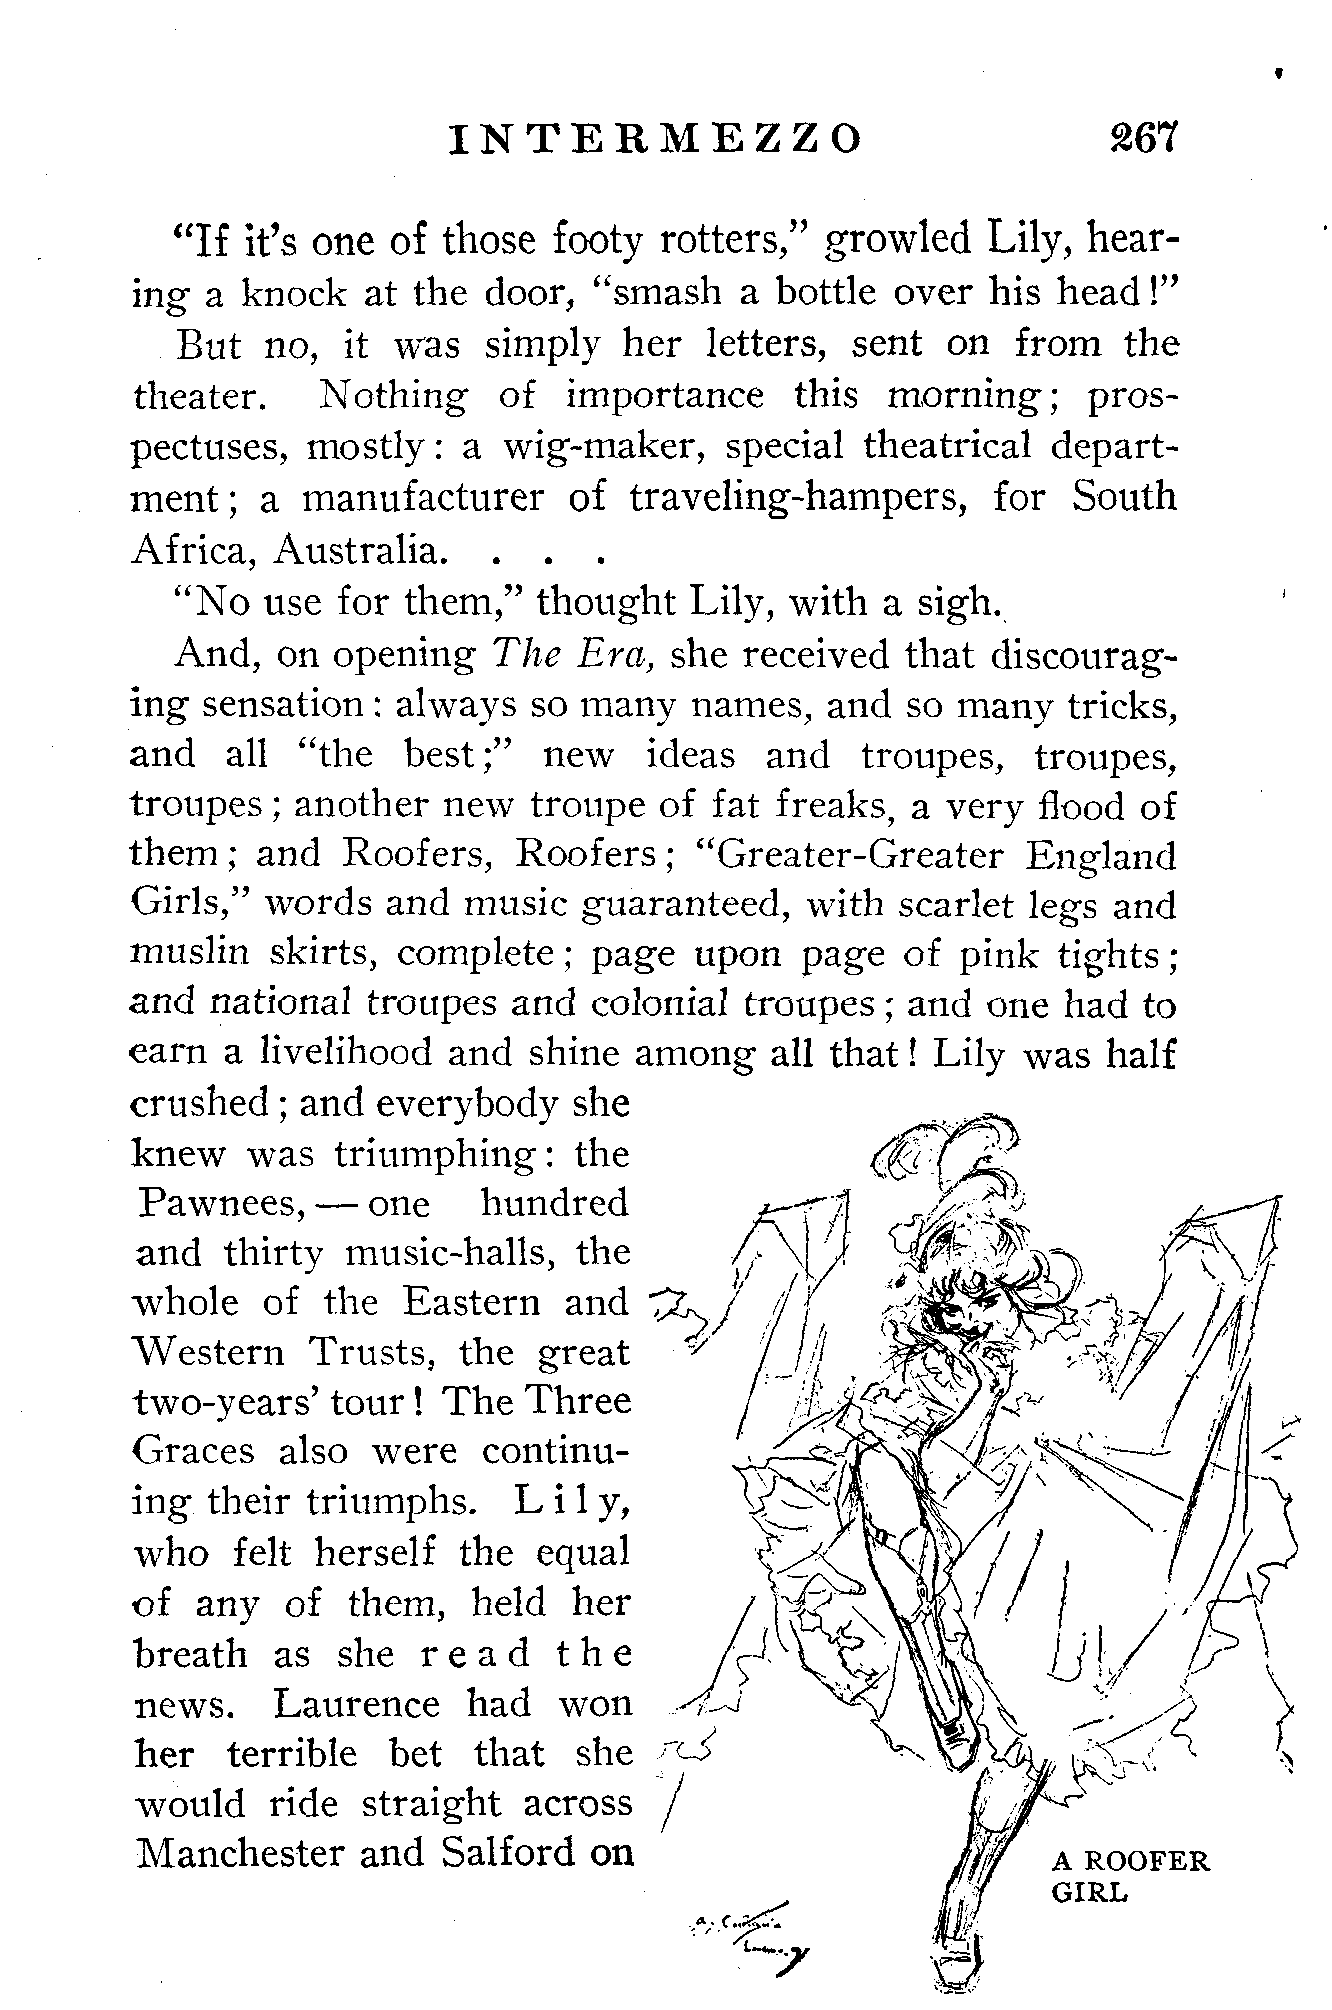 INTERMEZZO 267
“If it’s one of those footy rotters,” growled Lily, hear-
ing a knock at the door, “smash a bottle over his head!”
But no, it was simply her letters, sent on from the
theater. Nothing of importance this morning; pros-
pectuses, mostly: a wig-maker, special theatrical depart-
ment; a manufacturer of traveling-hampers, for South
Africa, Australia. . . .
“No use for them,” thought Lily, with a sigh.
And, on opening The Era, she received that discourag-
ing sensation: always so many names, and so many tricks,
and all “the best;” new ideas and troupes, troupes,
troupes; another new troupe of fat freaks, a very flood of
them; and Roofers, Roofers; “Greater-Greater England
Girls,” words and music guaranteed, with scarlet legs and
muslin skirts, complete; page upon page of pink tights;
and national troupes and colonial troupes; and one had to
earn a livelihood and shine among all that! Lily was half
crushed; and everybody she
knew was triumphing: the
Pawnees,—one hundred
and thirty music-halls, the
whole of the Eastern and
Western Trusts, the great
two-years’ tour! The Three
Graces also were continu-
ing their triumphs. Lily,
who felt herself the equal
of any of them, held her
breath as she read the
news. Laurence had won
her terrible bet that she
would ride straight across
Manchester and Salford on
A ROOFER
GIRL